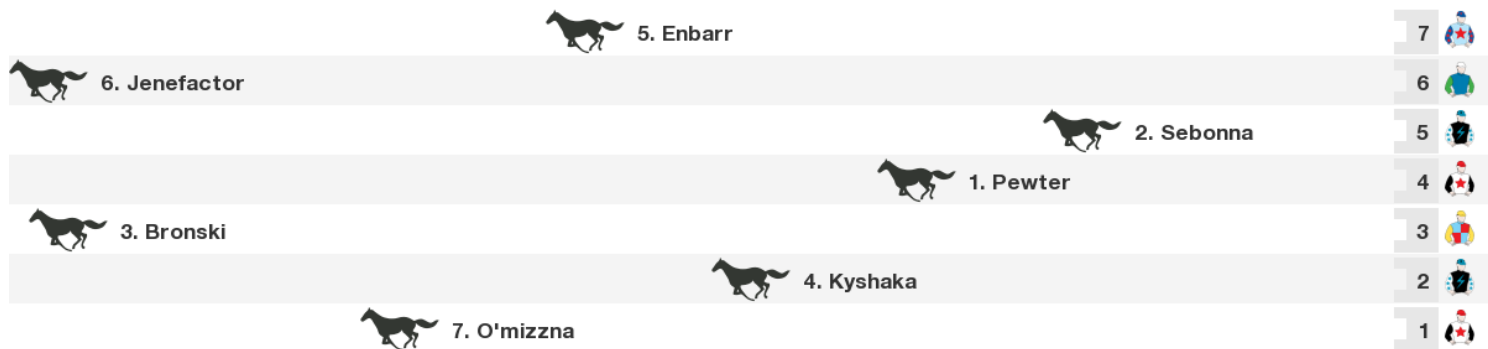 5. Enbarr 7
6. Jenefactor 6
2. Sebonna 5
1. Pewter 4
3. Bronski 3
4. Kyshaka 2
7. O'mizzna 1